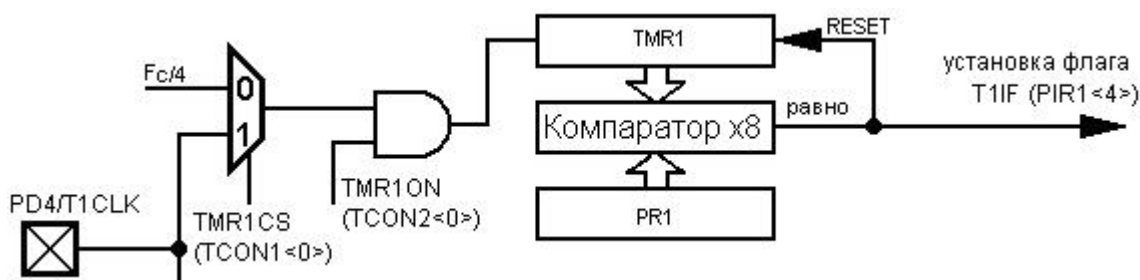 TMR1
RESET
установка флага
T1IF (PIR1<4>)
Fc/4
0
1
равно
Компаратор x8
PD4/T1CLK
TMR1CS
(TCON1<0>)
TMR1ON
(TCON2<0>)
PR1